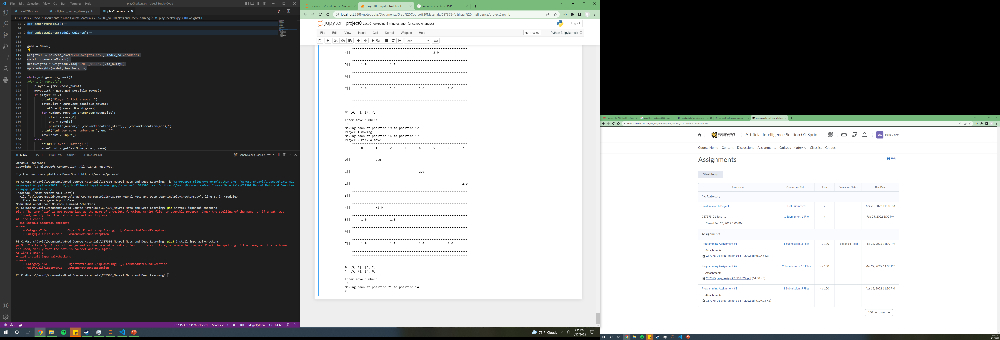 File Edit Selection View Go Run Terminal Help
playCheckers.py - Visual Studio Code
trainRNN.ipynb
pull_from_twitter_share.ipynb
playCheckers.py
C: > Users > David > Documents > Grad Course Materials > CS7300_Neural Nets and Deep Learning > playCheckers.py > weightsDF
81 > def generateModel(): ...
94
95 > def updateWeights(model, weights): ...
111
112
113 game = Game()
114
115 weightsDF = pd.read_csv('Gen15Weights.csv', index_col='names')
116 model = generateModel()
117 bestWeights = weightsDF.loc['Gen15_0111',:].to_numpy()
118 updateWeights(model, bestWeights)
119
120 while(not game.is_over()):
121 #for i in range(3):
122 player = game.whose_turn()
123 movesList = game.get_possible_moves()
124 if player == 2:
125 print("Player 2 Pick a move: ")
126 movesList = game.get_possible_moves()
127 printBoard(convertBoard(game))
128 for number, move in enumerate(movesList):
129 start = move[0]
130 end = move[1]
131 print(f"{number}: {convertLocation(start)}, {convertLocation(end)}")
132 print("\nEnter move number:\n ", end="")
133 moveInput = input()
134 else:
135 print("Player 1 moving: ")
136 moveInput = getBestMove(model, game)
TERMINAL JUPYTER PROBLEMS OUTPUT DEBUG CONSOLE
Python Debug Console
Windows PowerShell
Copyright (C) Microsoft Corporation. All rights reserved.
Try the new cross-platform PowerShell https://aka.ms/pscore6
PS C:\Users\David\Documents\Grad Course Materials\CS7300_Neural Nets and Deep Learning> & 'C:\Program Files\Python39\python.exe' 'c:\Users\David\.vscode\extensio
ns\ms-python.python-2022.4.1\pythonFiles\lib\python\debugpy\launcher' '52130' '--' 'c:\Users\David\Documents\Grad Course Materials\CS7300_Neural Nets and Deep Lea
rning\playCheckers.py'
Traceback (most recent call last):
File "c:\Users\David\Documents\Grad Course Materials\CS7300_Neural Nets and Deep Learning\playCheckers.py", line 1, in <module>
from checkers.game import Game
ModuleNotFoundError: No module named 'checkers'
PS C:\Users\David\Documents\Grad Course Materials\CS7300_Neural Nets and Deep Learning> pip install imparaai-checkers
pip : The term 'pip' is not recognized as the name of a cmdlet, function, script file, or operable program. Check the spelling of the name, or if a path was
included, verify that the path is correct and try again.
At line:1 char:1
+ pip install imparaai-checkers
+ ~~~
+ CategoryInfo : ObjectNotFound: (pip:String) [], CommandNotFoundException
+ FullyQualifiedErrorId : CommandNotFoundException
PS C:\Users\David\Documents\Grad Course Materials\CS7300_Neural Nets and Deep Learning> pip3 install imparaai-checkers
pip3 : The term 'pip3' is not recognized as the name of a cmdlet, function, script file, or operable program. Check the spelling of the name, or if a path was
included, verify that the path is correct and try again.
At line:1 char:1
+ pip3 install imparaai-checkers
+ ~~~~
+ CategoryInfo : ObjectNotFound: (pip3:String) [], CommandNotFoundException
+ FullyQualifiedErrorId : CommandNotFoundException
PS C:\Users\David\Documents\Grad Course Materials\CS7300_Neural Nets and Deep Learning>
0 0 Ln 115, Col 1 (178 selected) Spaces: 2 UTF-8 CRLF MagicPython 3.9.9 64-bit
Documents/Grad Course Materia
project0 - Jupyter Notebook
imparaai-checkers · PyPI
localhost:8888/notebooks/Documents/Grad%20Course%20Materials/CS7375-Artificial%20Intelligence/project0.ipynb
jupyter project0 Last Checkpoint: 8 minutes ago (unsaved changes)
Logout
File Edit View Insert Cell Kernel Widgets Help
Not Trusted
Python 3 (ipykernel)
Run
Code
4|| 2.0
5|| 1.0 1.0
6||
7|| 1.0 1.0 1.0 1.0
0: [4, 5], [2, 7]
Enter move number:
0
Moving pawn at position 19 to position 12
Player 1 moving:
Moving pawn at position 14 to position 17
Player 2 Pick a move:
0 1 2 3 4 5 6 7
0|| 2.0
1|| 2.0
2|| 2.0
3||
4|| -1.0
5|| 1.0 1.0
6||
7|| 1.0 1.0 1.0 1.0
0: [5, 0], [3, 2]
1: [5, 2], [3, 0]
Enter move number:
0
Moving pawn at position 21 to position 14
2
73°F Cloudy
3:31 PM
4/17/2022
Home of the AJC Peachtree Roa
peachtree road race 2022 wave
pandas.DataFrame.iterrows
pandas.DataFrame.to_numpy
Assignments - Artificial Intelligen
kennesaw.view.usg.edu/d2l/lms/dropbox/user/folders_list.d2l?ou=2515424&isprv=0
KENNESAW STATE
UNIVERSITY
Artificial Intelligence Section 01 Sprin...
DC David Cowan
Course Home Content Discussions Assignments Quizzes Other Classlist Grades
Assignments
Help
View History
Assignment Completion Status Score Evaluation Status Due Date
No Category
Final Research Project Not Submitted - / - Apr 20, 2022 11:30 PM
CS7375-01 Test - 1 1 Submission, 1 File - / - Feb 25, 2022 1:00 PM
Closed Feb 25, 2022 1:00 PM
Assignments
Programming Assignment #1 1 Submission, 3 Files - / 100 Feedback: Read Feb 23, 2022 11:30 PM
Attachments
CS7375-01 prog_assign #1 SP-2022.pdf (69.46 KB)
Programming Assignment #2 2 Submissions, 10 Files - / 100 Mar 27, 2022 11:30 PM
Attachments
CS7375 prog_assign #2 SP-2022.pdf (64.58 KB)
Programming Assignment #3 1 Submission, 5 Files - / 100 Apr 15, 2022 11:30 PM
Attachments
CS7375-01 prog_assign #3 SP-2022.pdf (129.03 KB)
100 per page
3:31 PM
4/17/2022